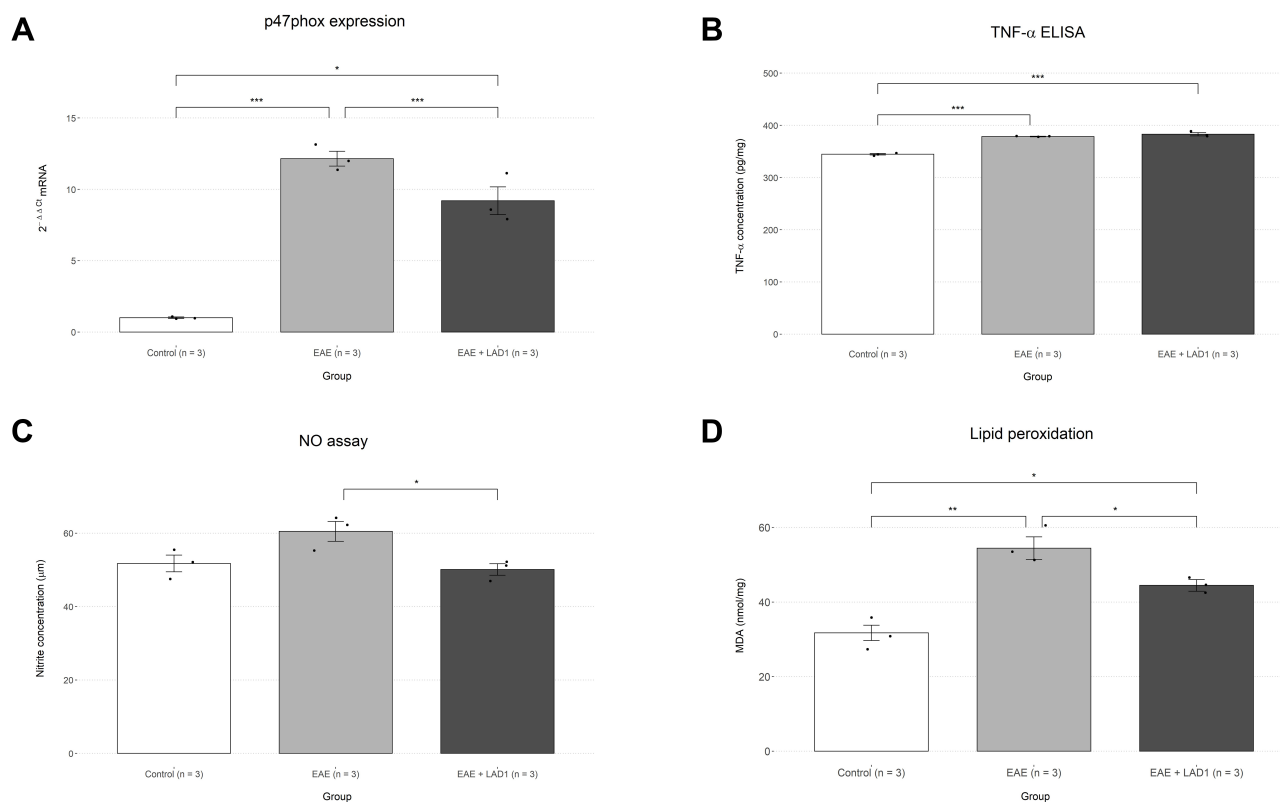 A
p47phox expression
*
***
***
15
10
5
0
2^− Δ Δ Ct mRNA
Control (n = 3)
EAE (n = 3)
EAE + LAD1 (n = 3)
Group
B
TNF-α ELISA
500
***
***
400
300
200
100
0
TNF-α concentration (pg/mg)
Control (n = 3)
EAE (n = 3)
EAE + LAD1 (n = 3)
Group
C
NO assay
*
60
40
20
0
Nitrite concentration (μm)
Control (n = 3)
EAE (n = 3)
EAE + LAD1 (n = 3)
Group
D
Lipid peroxidation
*
**
*
60
40
20
0
MDA (nmol/mg)
Control (n = 3)
EAE (n = 3)
EAE + LAD1 (n = 3)
Group